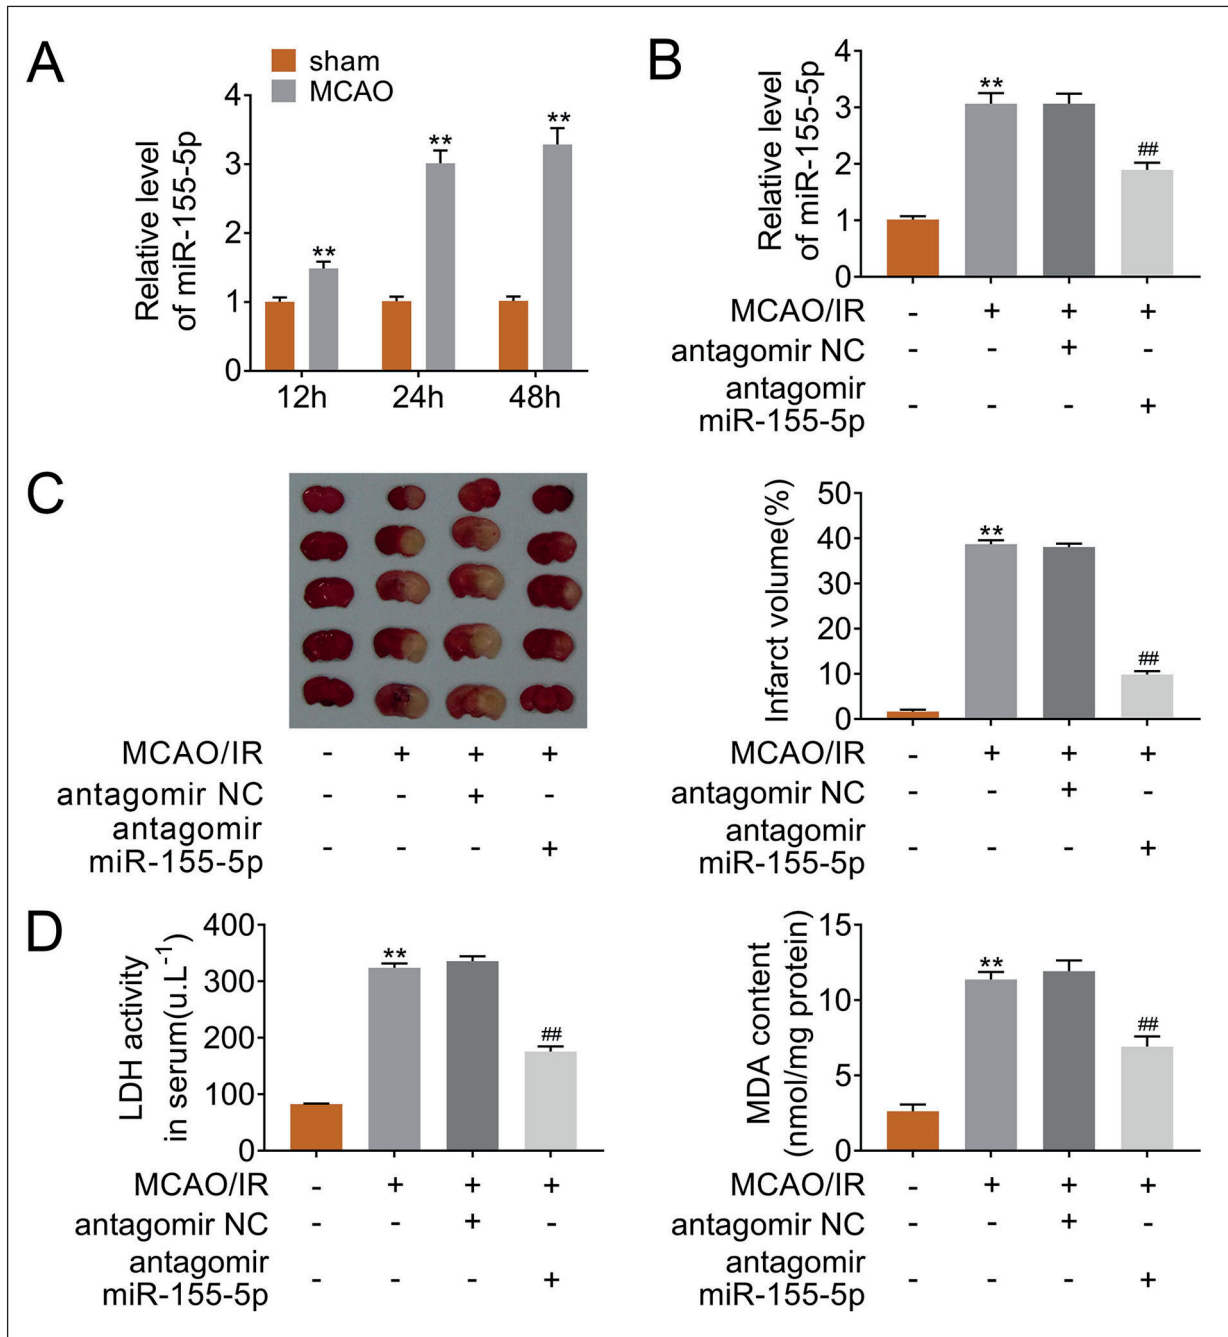 A
sham
MCAO
Relative level
of miR-155-5p
4
3
2
1
0
** ** **
12h 24h 48h
B
Relative level
of miR-155-5p
4
3
2
1
0
** ##
MCAO/IR - + + +
antagomir NC - - + -
antagomir
miR-155-5p - - - +
C
MCAO/IR - + + +
antagomir NC - - + -
antagomir
miR-155-5p - - - +
Infarct volume(%)
50
40
30
20
10
0
** ##
MCAO/IR - + + +
antagomir NC - - + -
antagomir
miR-155-5p - - - +
D
LDH activity
in serum(u.L-1)
400
300
200
100
0
** ##
MCAO/IR - + + +
antagomir NC - - + -
antagomir
miR-155-5p - - - +
MDA content
(nmol/mg protein)
15
10
5
0
** ##
MCAO/IR - + + +
antagomir NC - - + -
antagomir
miR-155-5p - - - +